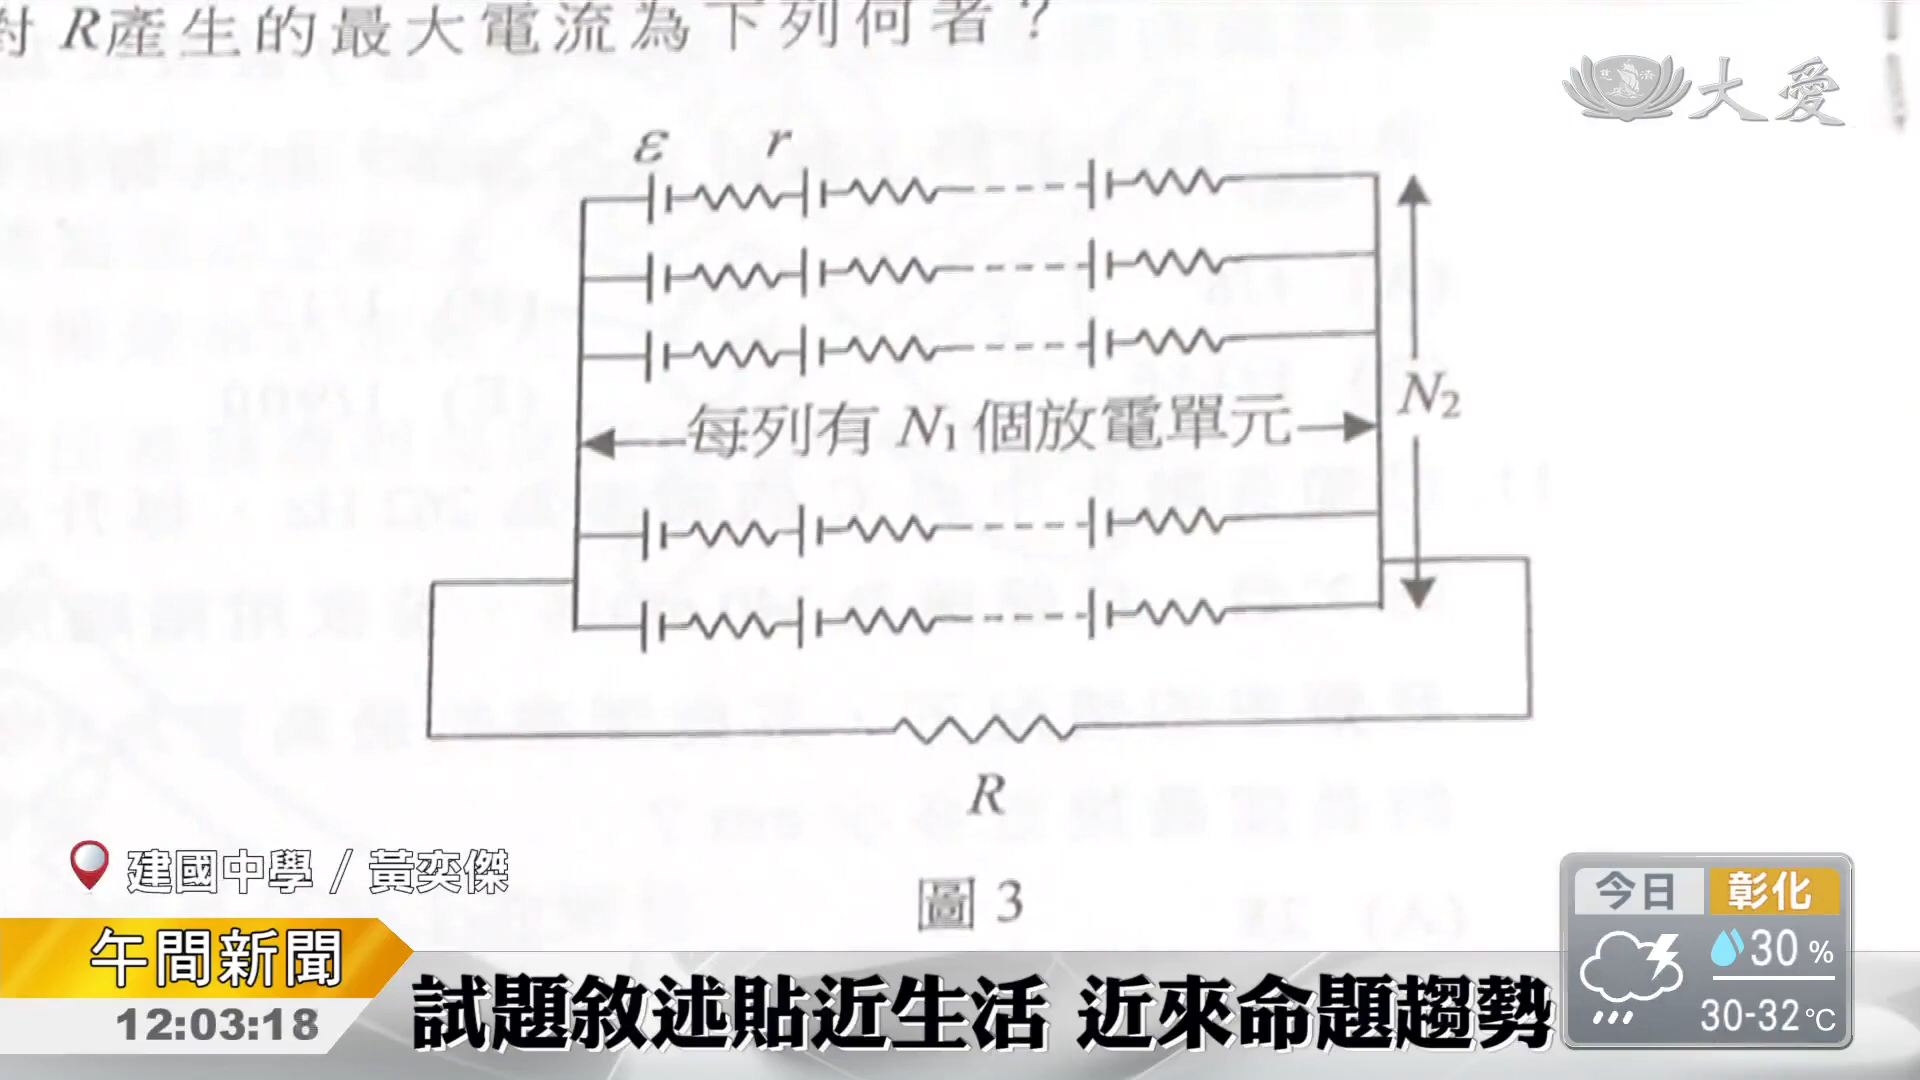 對R產生的最大電流為下列何者？
大愛
ε r
N2
每列有 N1 個放電單元
R
圖 3
建國中學 / 黃奕傑
午間新聞
12:03:18
試題敘述貼近生活 近來命題趨勢
今日 彰化
30 %
30-32°C